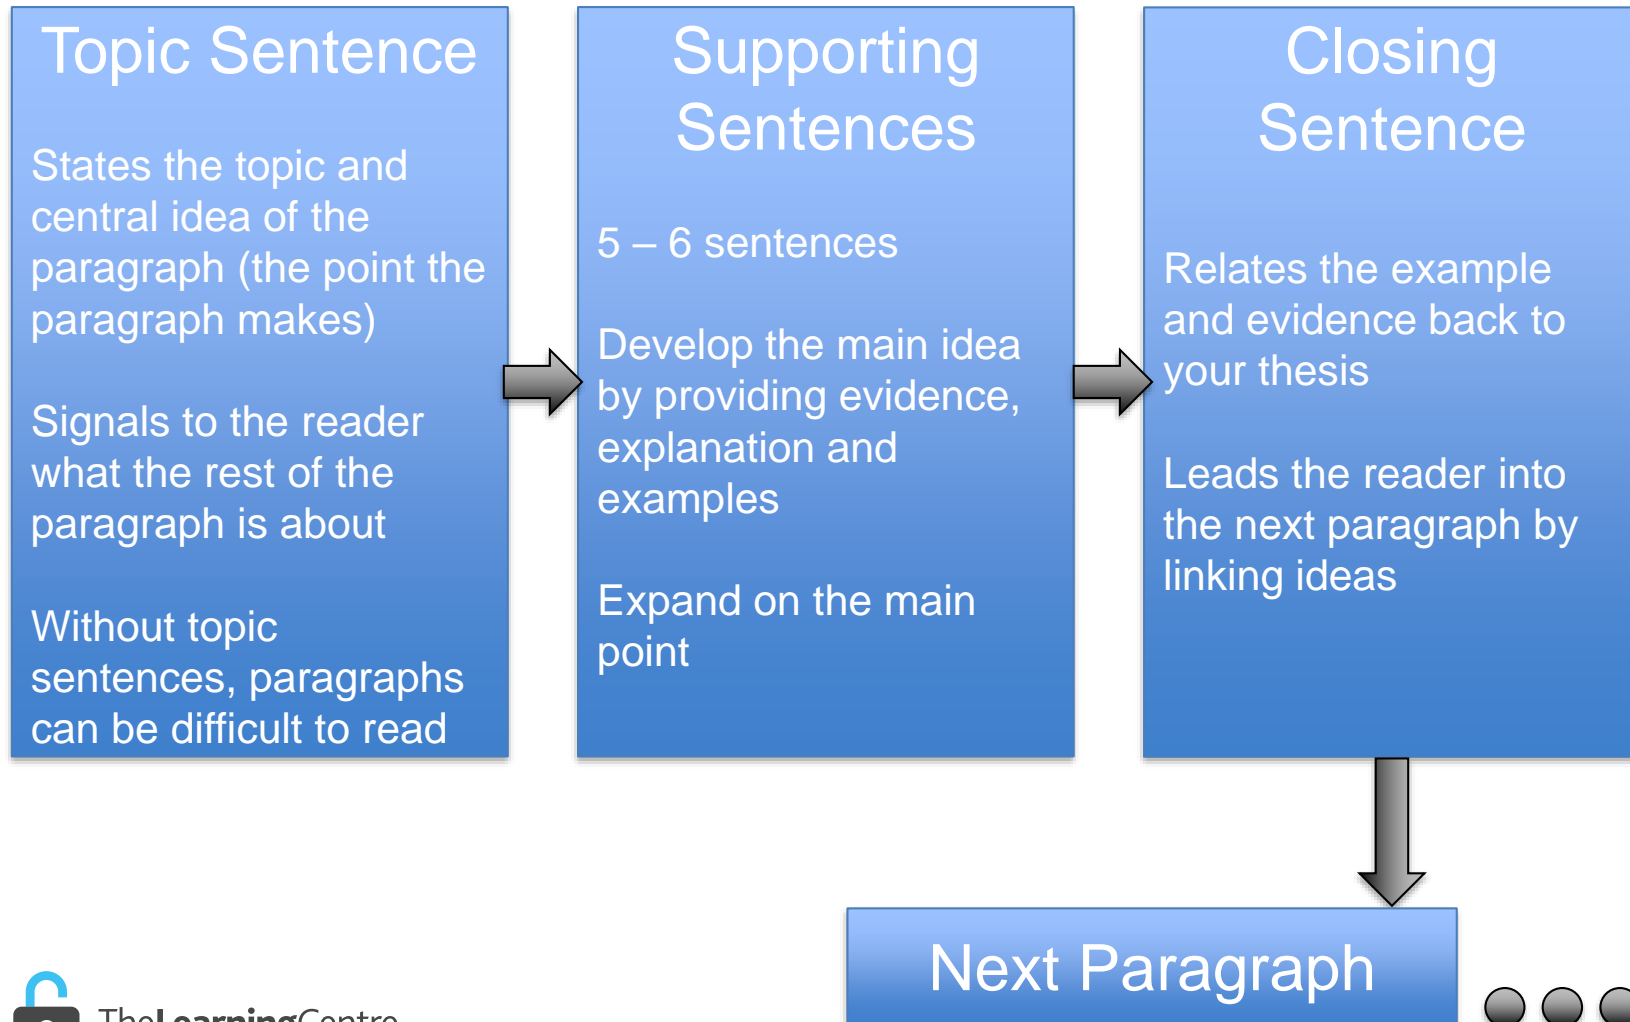 Topic Sentence
States the topic and
central idea of the
paragraph (the point the
paragraph makes)
Signals to the reader
what the rest of the
paragraph is about
Without topic
sentences, paragraphs
can be difficult to read
Supporting
Sentences
5 – 6 sentences
Develop the main idea
by providing evidence,
explanation and
examples
Expand on the main
point
Closing
Sentence
Relates the example
and evidence back to
your thesis
Leads the reader into
the next paragraph by
linking ideas
Next Paragraph
TheLearningCentre